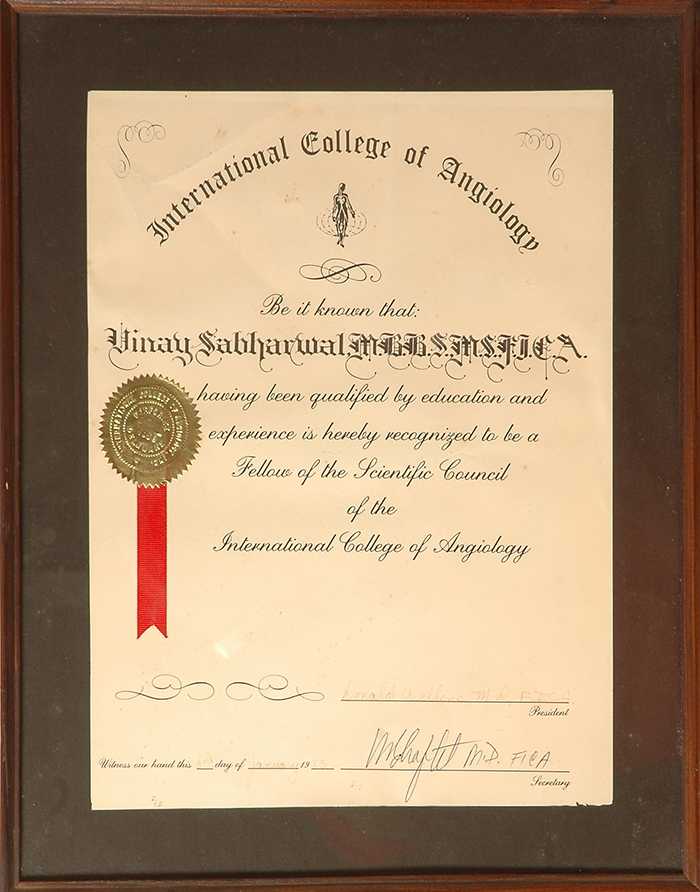 International College of Angiology
Be it known that:
Vinay Sabharwal M.B.B.S. M.S. F.I.C.A.
having been qualified by education and
experience is hereby recognized to be a
Fellow of the Scientific Council
of the
International College of Angiology
President
Witness our hand this day of January 19
M.D. FICA
Secretary